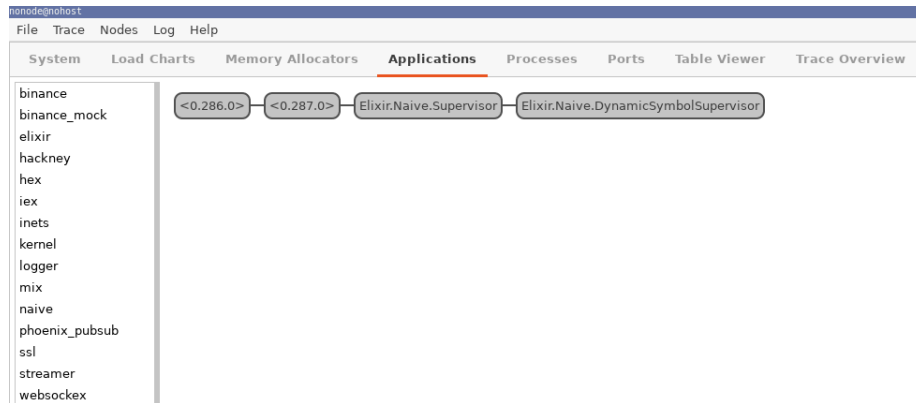 nonode@nohost
File Trace Nodes Log Help
System Load Charts Memory Allocators Applications Processes Ports Table Viewer Trace Overview
binance
binance_mock
elixir
hackney
hex
iex
inets
kernel
logger
mix
naive
phoenix_pubsub
ssl
streamer
websockex
<0.286.0> <0.287.0> Elixir.Naive.Supervisor Elixir.Naive.DynamicSymbolSupervisor